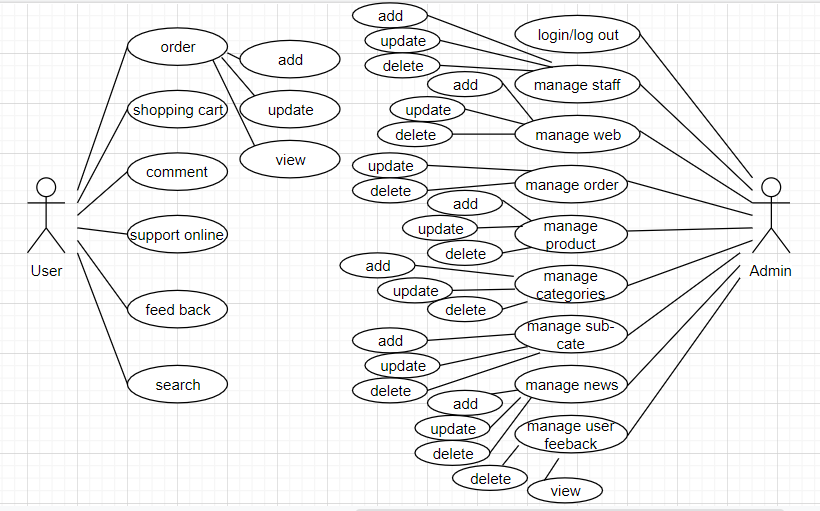 order
add
shopping cart
update
view
comment
support online
feed back
search
User
add
update
delete
login/log out
add
manage staff
update
delete
manage web
update
delete
manage order
add
update
delete
manage
product
add
update
delete
manage
categories
add
update
delete
manage sub-
cate
add
update
delete
manage news
manage user
feeback
delete
view
Admin